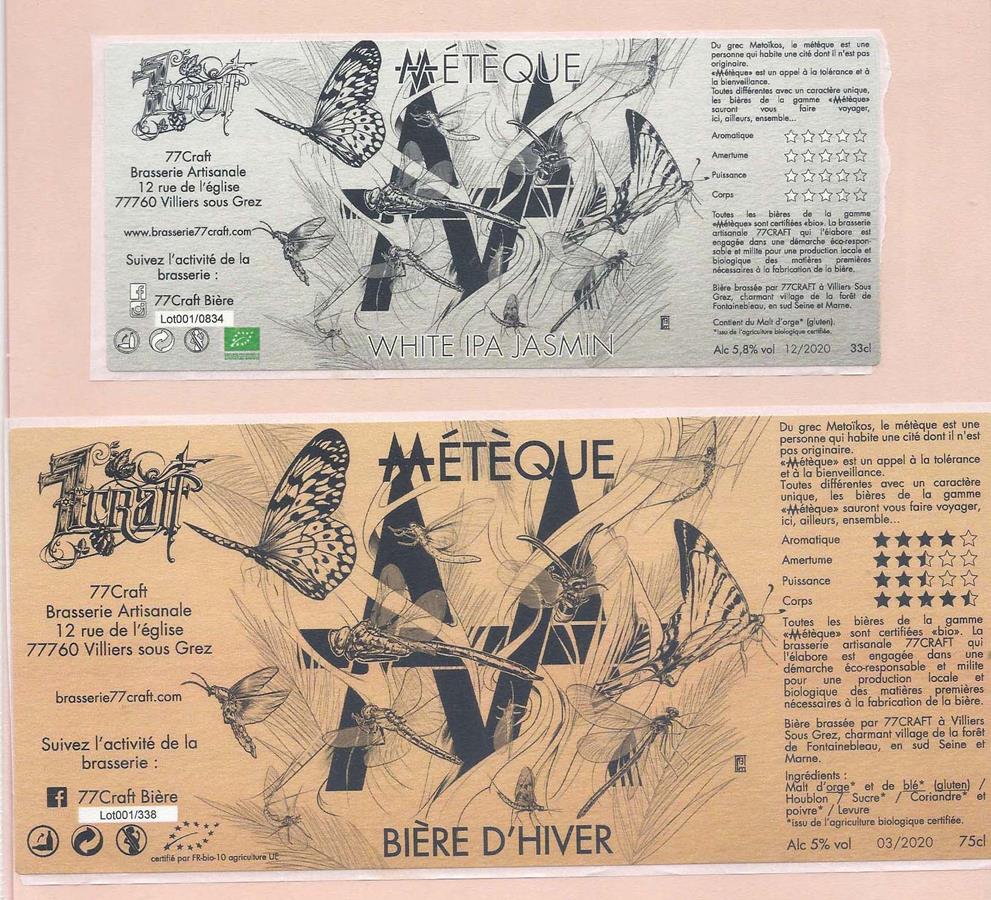 77craft
77Craft
Brasserie Artisanale
12 rue de l'église
77760 Villiers sous Grez
www.brasserie77craft.com
Suivez l'activité de la
brasserie :
77Craft Bière
Lot001/0834
MÉTÈQUE
WHITE IPA JASMIN
Du grec Metoïkos, le métèque est une
personne qui habite une cité dont il n'est pas
originaire.
«Métèque» est un appel à la tolérance et à
la bienveillance.
Toutes différentes avec un caractère unique,
les bières de la gamme «Métèque»
sauront vous faire voyager,
ici, ailleurs, ensemble...
Aromatique
Amertume
Puissance
Corps
Toutes les bières de la gamme
«Métèque» sont certifiées «bio». La brasserie
artisanale 77CRAFT qui l'élabore est
engagée dans une démarche éco-respon-
sable et milite pour une production locale et
biologique des matières premières
nécessaires à la fabrication de la bière.
Bière brassée par 77CRAFT à Villiers Sous
Grez, charmant village de la forêt de
Fontainebleau, en sud Seine et Marne.
Contient du Malt d'orge* (gluten).
*issu de l'agriculture biologique certifiée.
Alc 5,8% vol 12/2020 33cl
77craft
77Craft
Brasserie Artisanale
12 rue de l'église
77760 Villiers sous Grez
brasserie77craft.com
Suivez l'activité de la
brasserie :
77Craft Bière
Lot001/338
certifié par FR-bio-10 agriculture UE
MÉTÈQUE
BIÈRE D'HIVER
Du grec Metoïkos, le métèque est une
personne qui habite une cité dont il n'est
pas originaire.
«Métèque» est un appel à la tolérance
et à la bienveillance.
Toutes différentes avec un caractère
unique, les bières de la gamme
«Métèque» sauront vous faire voyager,
ici, ailleurs, ensemble...
Aromatique
Amertume
Puissance
Corps
Toutes les bières de la gamme
«Métèque» sont certifiées «bio». La
brasserie artisanale 77CRAFT qui
l'élabore est engagée dans une
démarche éco-responsable et milite
pour une production locale et
biologique des matières premières
nécessaires à la fabrication de la bière.
Bière brassée par 77CRAFT à Villiers
Sous Grez, charmant village de la forêt
de Fontainebleau, en sud Seine et
Marne.
Ingrédients :
Malt d'orge* et de blé* (gluten) /
Houblon / Sucre* / Coriandre* et
poivre* / Levure
*issu de l'agriculture biologique certifiée.
Alc 5% vol 03/2020 75cl